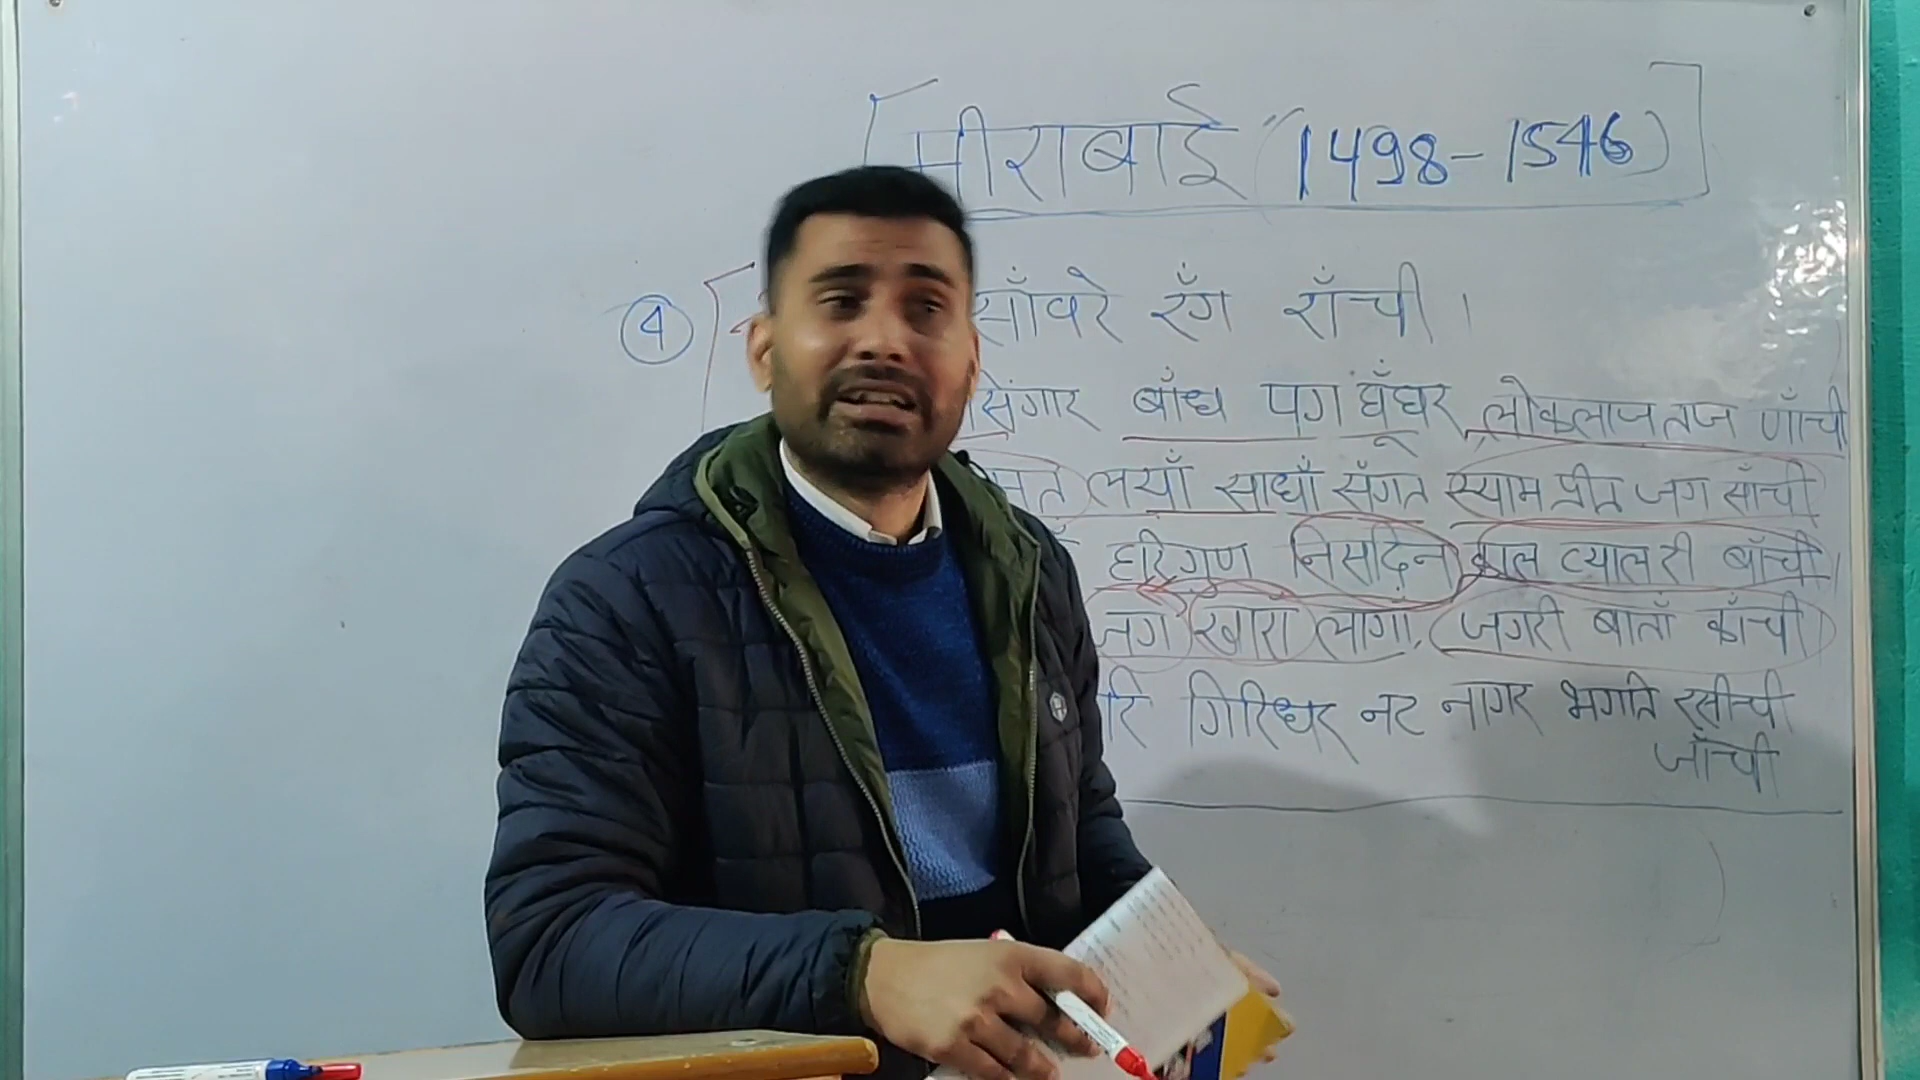 मीराबाई (1498-1546)
④ साँवरे रँग राँची ।
सिंगार बाँध पग घूँघर लोकलाज तज णाँची
लयाँ साधाँ सँगत स्याम प्रीत जग साँची
हरिगुण निसदिन काल व्यालरी बाँची ।
जग खाराँ लागाँ, जगरी बाताँ काँची
गिरिधर नट नागर भगति रसीची
जाँची